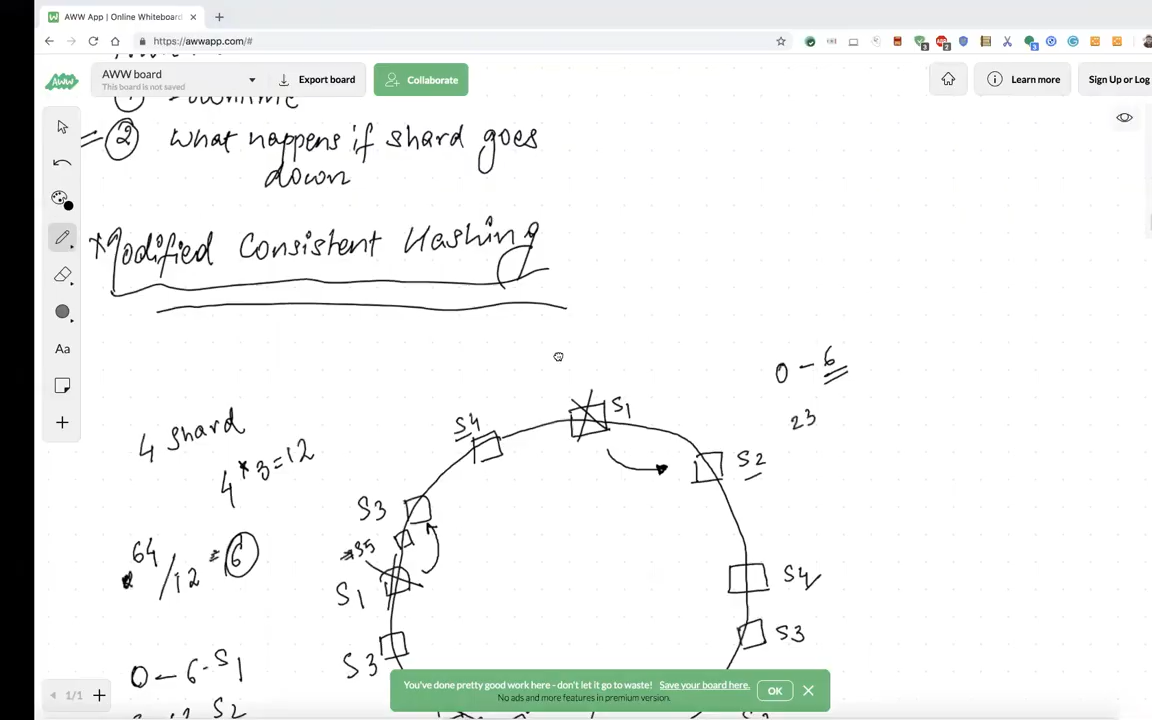 AWW App | Online Whiteboard
https://awwapp.com/#
AWW board
This board is not saved
Export board
Collaborate
Learn more
Sign Up or Log
Aa
1/1
② What happens if shard goes
down
*Modified Consistent Hashing
0 - 6
23
4 shard
4*3=12
64/12 = 6
0 - 6 - S1
S2
S1
S2
S4
S3
S4
S3
S1
S3
You've done pretty good work here - don't let it go to waste! Save your board here.
No ads and more features in premium version.
OK